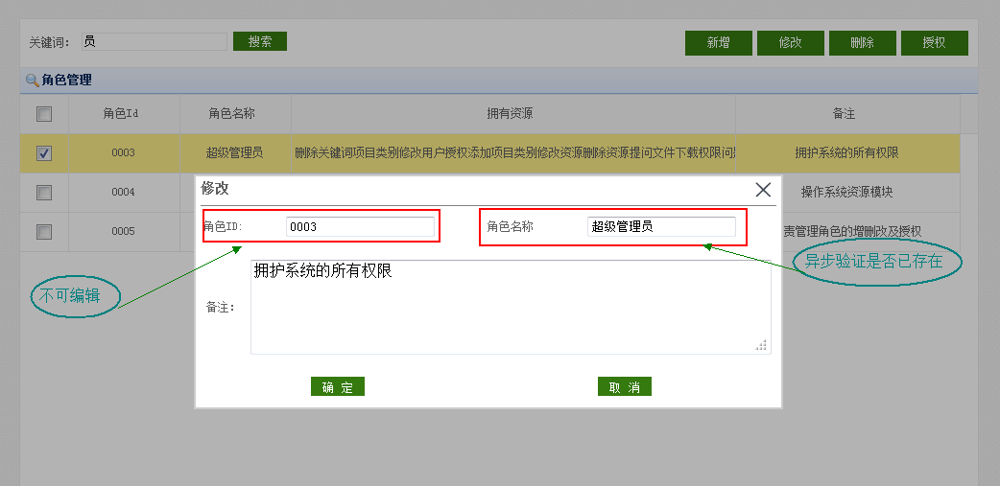 关键词: 员 搜索 新增 修改 删除 授权
角色管理
角色Id 角色名称 拥有资源 备注
0003 超级管理员 删除关键词项目类别修改用户授权添加项目类别修改资源删除资源提问文件下载权限问题 拥护系统的所有权限
修改
0004 操作系统资源模块
角色ID: 0003 角色名称 超级管理员
0005 责管理角色的增删改及授权
异步验证是否已存在
拥护系统的所有权限
不可编辑
备注:
确 定 取 消